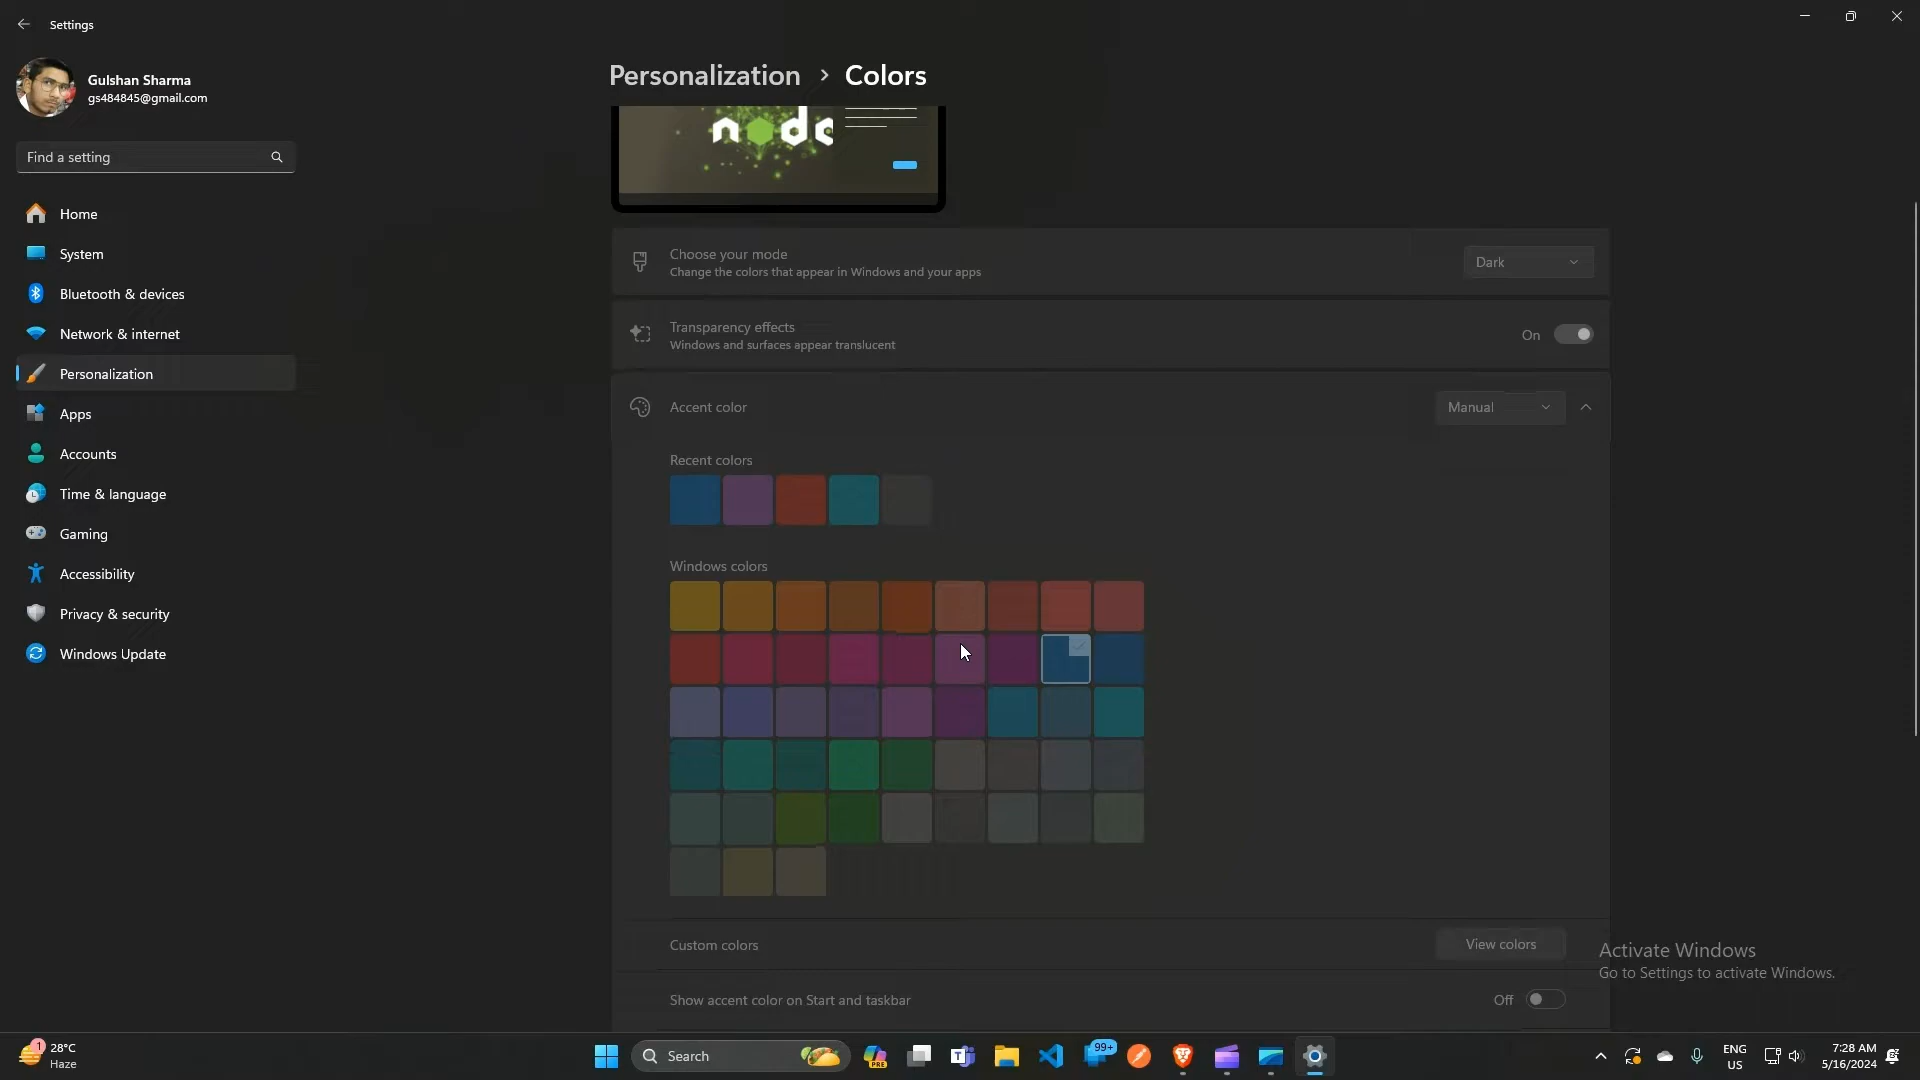 Settings
Gulshan Sharma
gs484845@gmail.com
Find a setting
Home
System
Bluetooth & devices
Network & internet
Personalization
Apps
Accounts
Time & language
Gaming
Accessibility
Privacy & security
Windows Update
Personalization > Colors
node
Choose your mode
Change the colors that appear in Windows and your apps
Dark
Transparency effects
Windows and surfaces appear translucent
On
Accent color
Manual
Recent colors
Windows colors
Custom colors
View colors
Show accent color on Start and taskbar
Off
Activate Windows
Go to Settings to activate Windows.
1
28°C
Haze
Search
PRE
99+
ENG
US
7:28 AM
5/16/2024